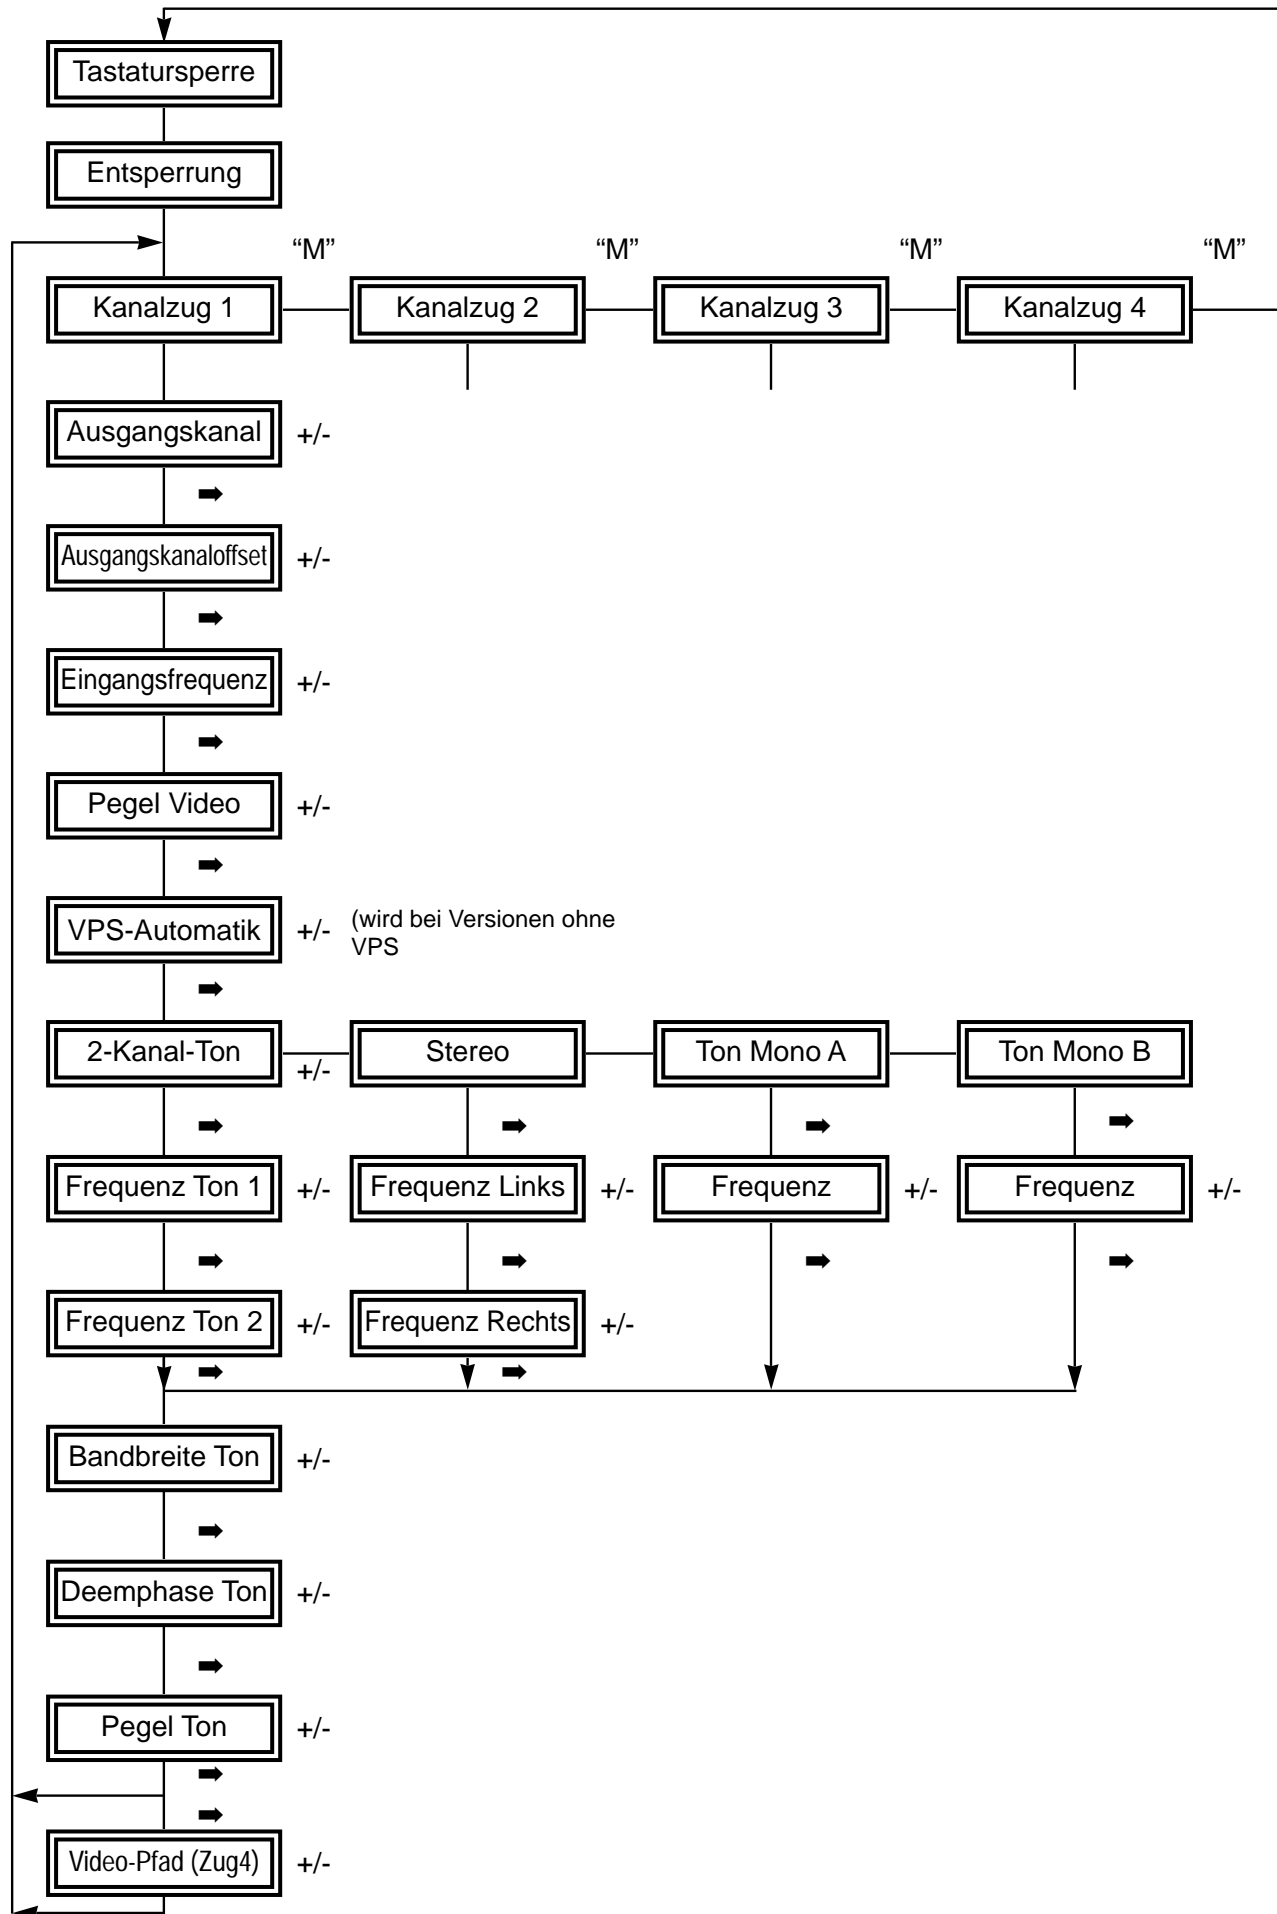 Tastatursperre
Entsperrung
“M” “M” “M” “M”
Kanalzug 1 Kanalzug 2 Kanalzug 3 Kanalzug 4
Ausgangskanal +/-
Ausgangskanaloffset +/-
Eingangsfrequenz +/-
Pegel Video +/-
VPS-Automatik +/- (wird bei Versionen ohne
VPS
2-Kanal-Ton +/- Stereo Ton Mono A Ton Mono B
Frequenz Ton 1 +/- Frequenz Links +/- Frequenz +/- Frequenz +/-
Frequenz Ton 2 +/- Frequenz Rechts +/-
Bandbreite Ton +/-
Deemphase Ton +/-
Pegel Ton +/-
Video-Pfad (Zug4) +/-